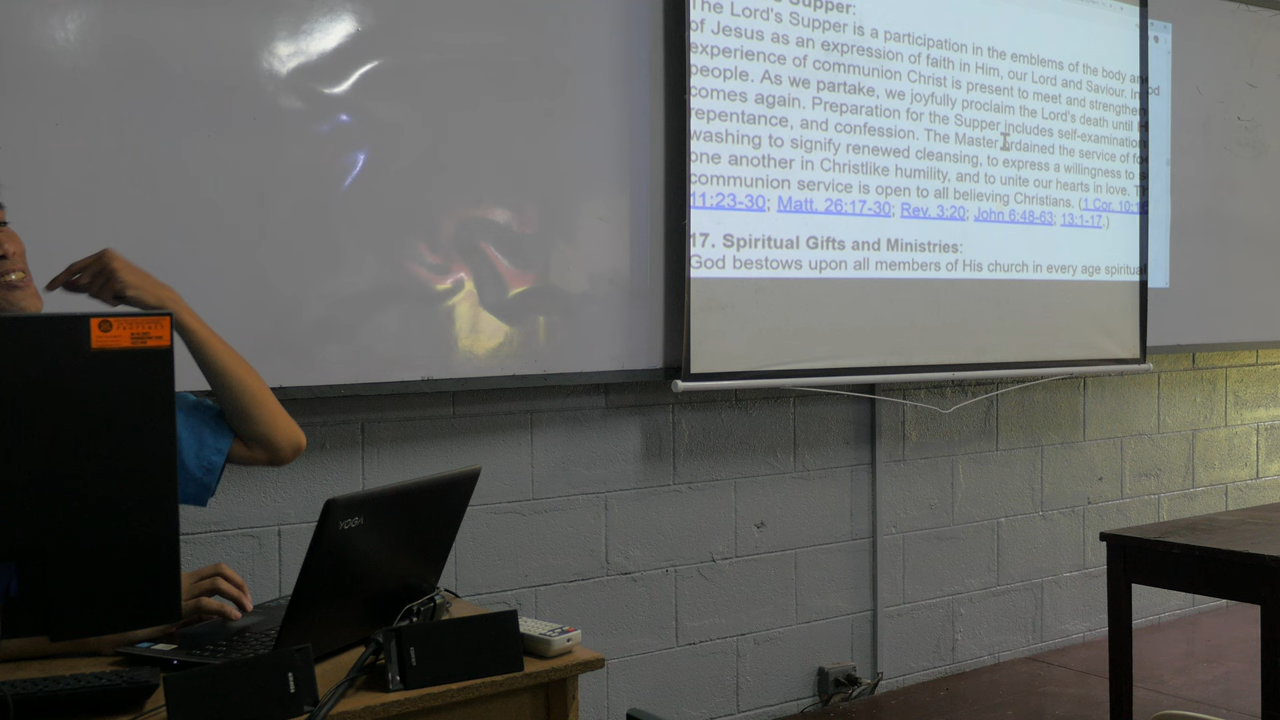 Supper:
The Lord's Supper is a participation in the emblems of the body and
of Jesus as an expression of faith in Him, our Lord and Saviour. In
experience of communion Christ is present to meet and strengthen
people. As we partake, we joyfully proclaim the Lord's death until
comes again. Preparation for the Supper includes self-examination
repentance, and confession. The Master ordained the service of
washing to signify renewed cleansing, to express a willingness to
one another in Christlike humility, and to unite our hearts in love.
communion service is open to all believing Christians. (1 Cor. 10:
11:23-30; Matt. 26:17-30; Rev. 3:20; John 6:48-63; 13:1-17.)
17. Spiritual Gifts and Ministries:
God bestows upon all members of His church in every age spiritual
PROPERTY
YOGA